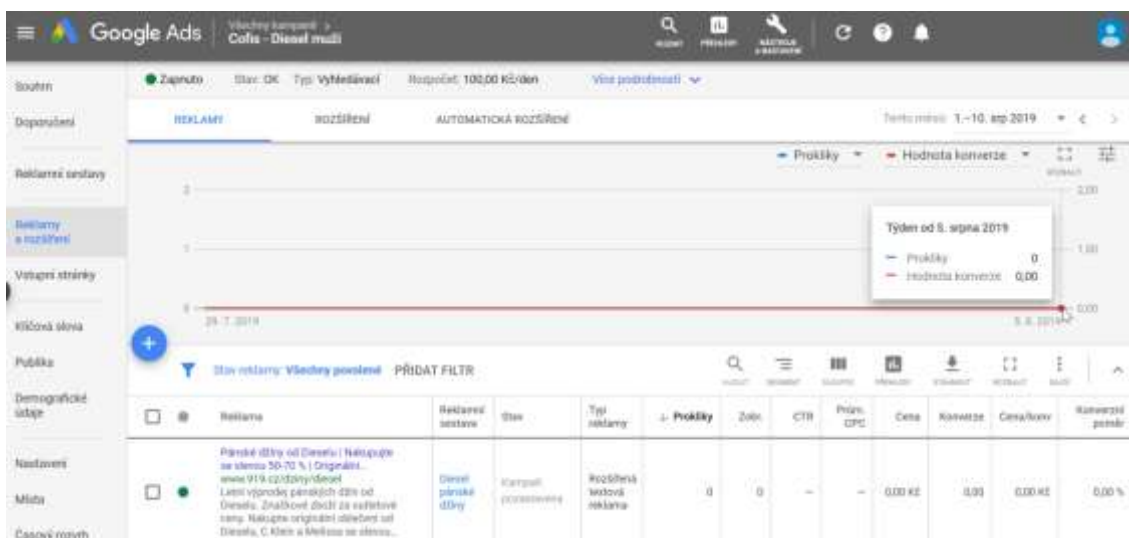 Google Ads
Všechny kampaně >
Cofis - Diesel muži
HLEDAT
PŘEHLEDY
NÁSTROJE
A NASTAVENÍ
Souhrn
Doporučení
Reklamní sestavy
Reklamy
a rozšíření
Vstupní stránky
Klíčová slova
Publika
Demografické
údaje
Nastavení
Místa
Časový rozvrh
Zapnuto Stav: OK Typ: Vyhledávací Rozpočet: 100,00 Kč/den Více podrobností
REKLAMY ROZŠÍŘENÍ AUTOMATICKÁ ROZŠÍŘENÍ
Tento měsíc 1.–10. srp 2019
Prokliky Hodnota konverze
ROZBALIT
2 2,00
1 1,00
0 0,00
29. 7. 2019 5. 8. 2019
Týden od 5. srpna 2019
Prokliky 0
Hodnota konverze 0,00
Stav reklamy: Všechny povolené PŘIDAT FILTR
HLEDAT SEGMENT SLOUPCE PŘEHLEDY STÁHNOUT ROZBALIT DALŠÍ
Reklama
Reklamní
sestava
Stav
Typ
reklamy
Prokliky
Zobr.
CTR
Prům.
CPC
Cena
Konverze
Cena/konv
Konverzní
poměr
Pánské džíny od Dieselu | Nakupujte
se slevou 50-70 % | Originální...
www.919.cz/dziny/diesel
Letní výprodej pánských džín od
Dieselu. Značkové zboží za outletové
ceny. Nakupte originální oblečení od
Dieselu, C.Klein a Melissa se slevou...
Diesel
pánské
džíny
Kampaň
pozastavena
Rozšířená
textová
reklama
0 0 – – 0,00 Kč 0,00 0,00 Kč 0,00 %